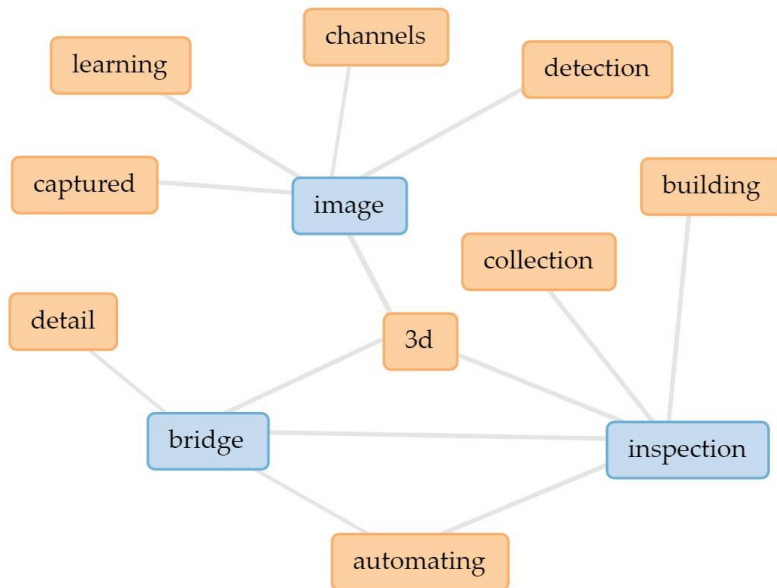 channels
learning
detection
captured
building
image
collection
detail
3d
bridge
inspection
automating